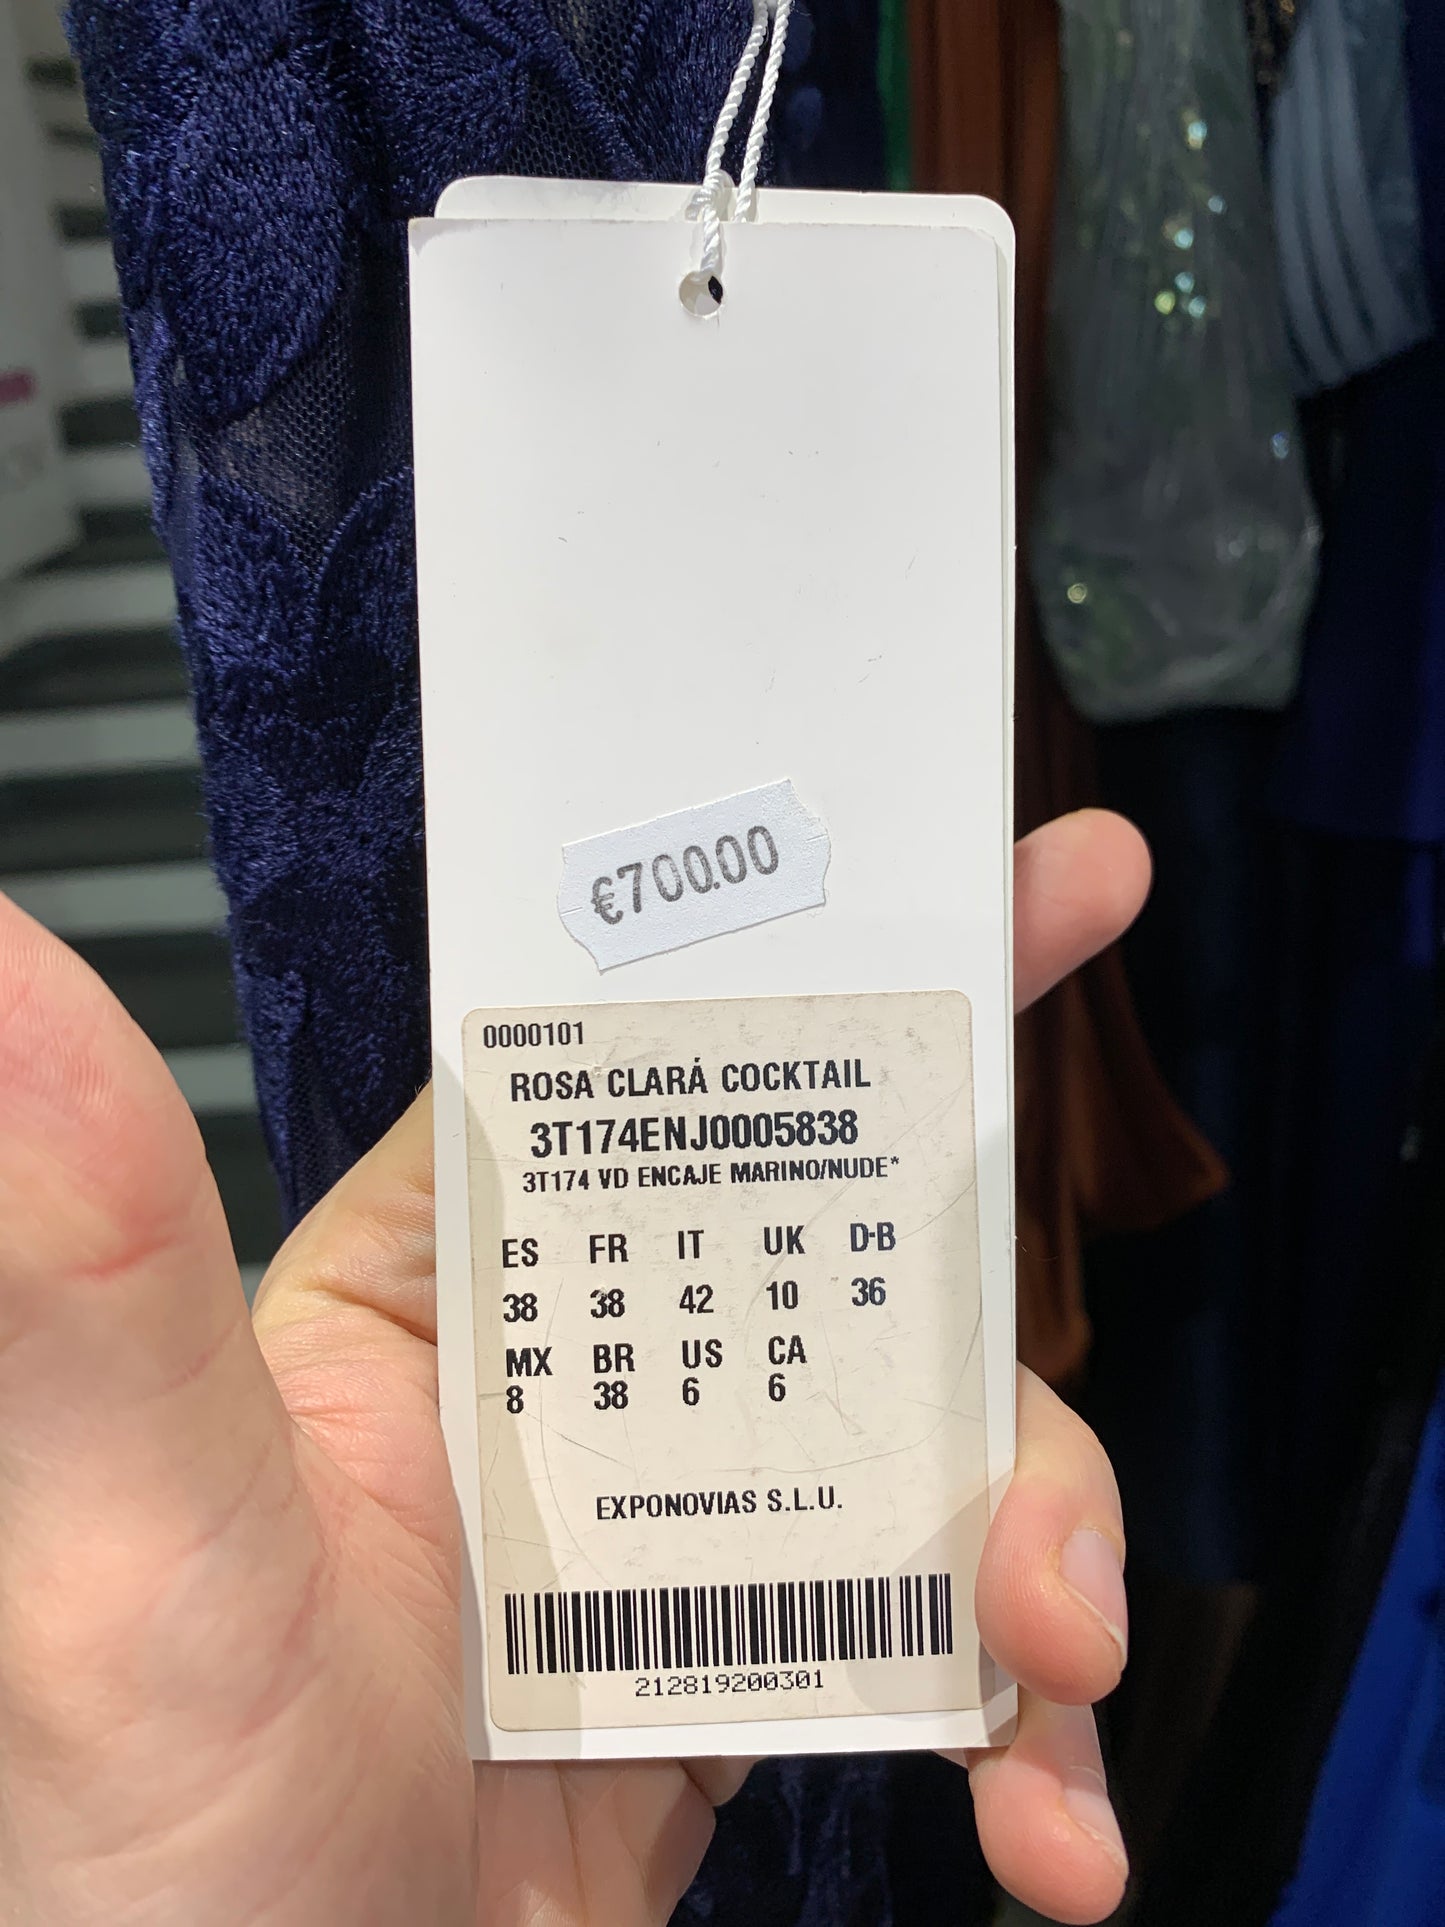 €700.00
0000101
ROSA CLARÁ COCKTAIL
3T174ENJ0005838
3T174 VD ENCAJE MARINO/NUDE*
ES FR IT UK D-B
38 38 42 10 36
MX BR US CA
8 38 6 6
EXPONOVIAS S.L.U.
212819200301